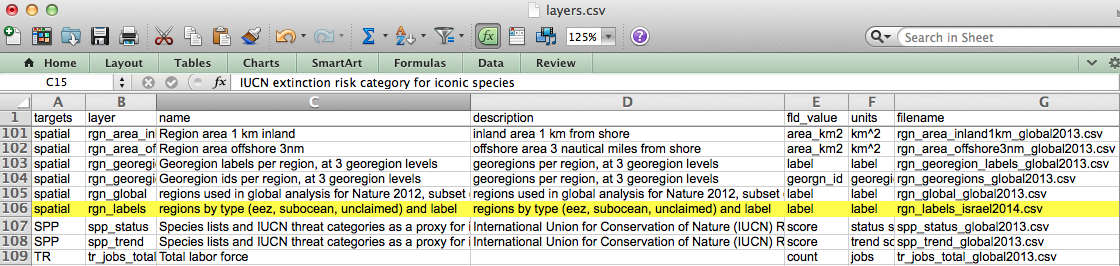 layers.csv
125%
Search in Sheet
Home Layout Tables Charts SmartArt Formulas Data Review
C15 fx IUCN extinction risk category for iconic species
A B C D E F G
1 targets layer name description fld_value units filename
101 spatial rgn_area_in Region area 1 km inland inland area 1 km from shore area_km2 km^2 rgn_area_inland1km_global2013.csv
102 spatial rgn_area_of Region area offshore 3nm offshore area 3 nautical miles from shore area_km2 km^2 rgn_area_offshore3nm_global2013.csv
103 spatial rgn_georegi Georegion labels per region, at 3 georegion levels georegions per region, at 3 georegion levels label label rgn_georegion_labels_global2013.csv
104 spatial rgn_georegi Georegion ids per region, at 3 georegion levels georegions per region, at 3 georegion levels georgn_id georegi rgn_georegions_global2013.csv
105 spatial rgn_global regions used in global analysis for Nature 2012, subset regions used in global analysis for Nature 2012, subset label label rgn_global_global2013.csv
106 spatial rgn_labels regions by type (eez, subocean, unclaimed) and label regions by type (eez, subocean, unclaimed) and label label label rgn_labels_israel2014.csv
107 SPP spp_status Species lists and IUCN threat categories as a proxy for International Union for Conservation of Nature (IUCN) R score status s spp_status_global2013.csv
108 SPP spp_trend Species lists and IUCN threat categories as a proxy for International Union for Conservation of Nature (IUCN) R score trend sc spp_trend_global2013.csv
109 TR tr_jobs_total Total labor force count jobs tr_jobs_total_global2013.csv